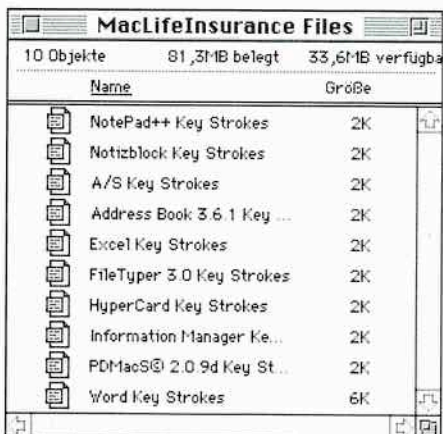 MacLifeInsurance Files
10 Objekte 81,3MB belegt 33,6MB verfügba
Name Größe
NotePad++ Key Strokes 2K
Notizblock Key Strokes 2K
A/S Key Strokes 2K
Address Book 3.6.1 Key ... 2K
Excel Key Strokes 2K
FileTyper 3.0 Key Strokes 2K
HyperCard Key Strokes 2K
Information Manager Ke... 2K
PDMacS© 2.0.9d Key St... 2K
Word Key Strokes 6K